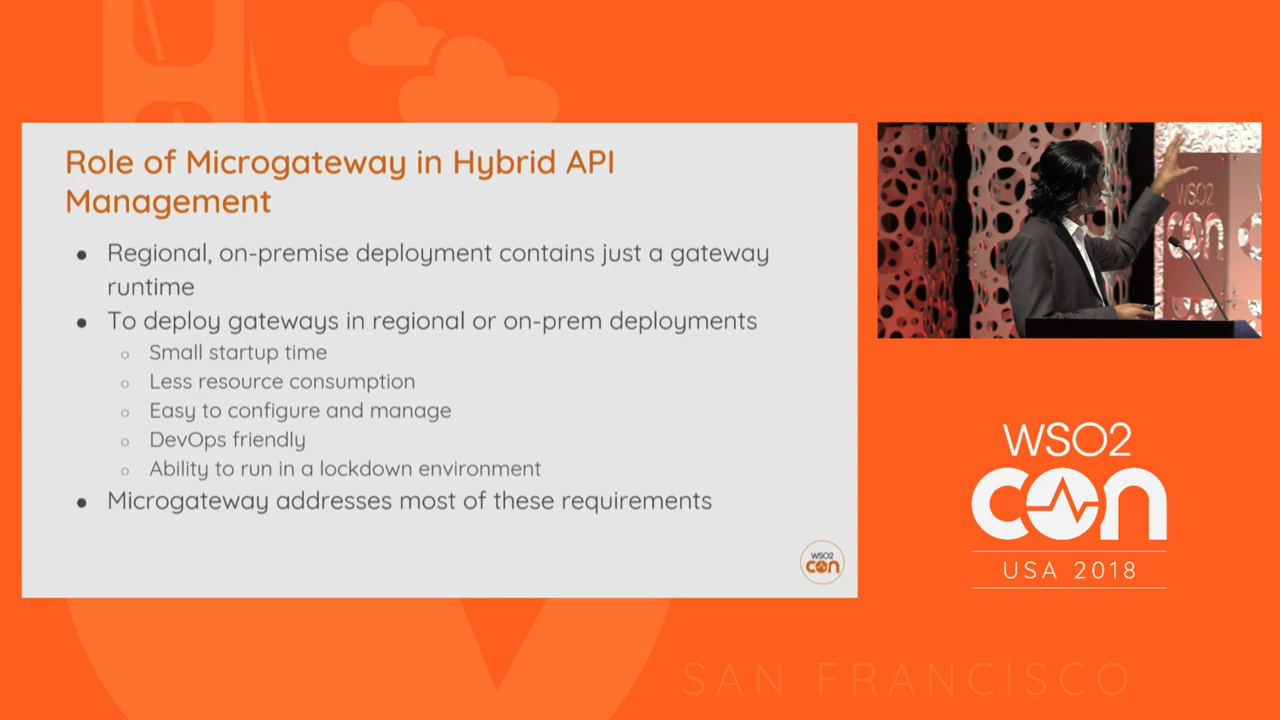 Role of Microgateway in Hybrid API
Management
● Regional, on-premise deployment contains just a gateway
runtime
● To deploy gateways in regional or on-prem deployments
○ Small startup time
○ Less resource consumption
○ Easy to configure and manage
○ DevOps friendly
○ Ability to run in a lockdown environment
● Microgateway addresses most of these requirements
WSO2
con
WSO2
con
WSO2
con
USA 2018
SAN FRANCISCO